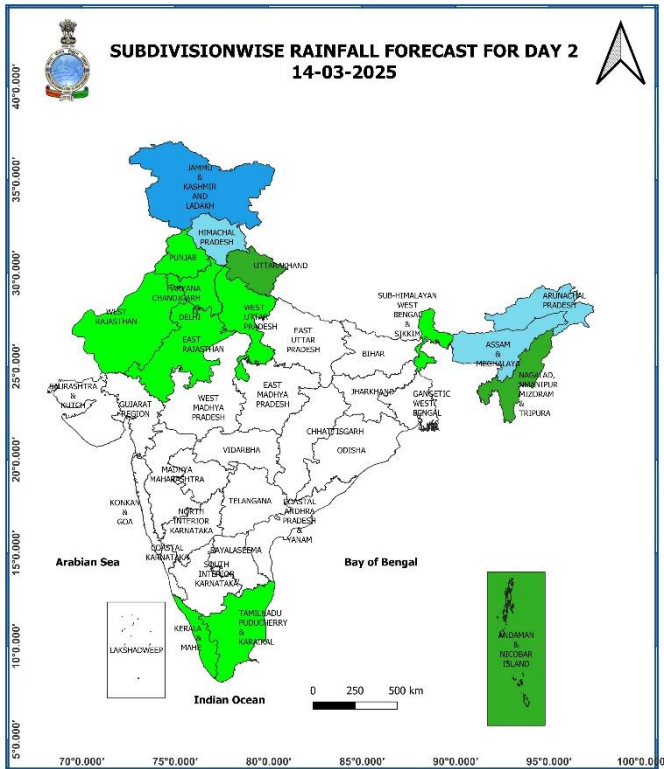 SUBDIVISIONWISE RAINFALL FORECAST FOR DAY 2
14-03-2025
40°0.000'
35°0.000'
30°0.000'
25°0.000'
20°0.000'
15°0.000'
10°0.000'
5°0.000'
JAMMU
&
KASHMIR
AND
LADAKH
HIMACHAL
PRADESH
PUNJAB
UTTARAKHAND
HARYANA
CHANDIGARH
&
DELHI
WEST
RAJASTHAN
EAST
RAJASTHAN
WEST
UTTAR
PRADESH
EAST
UTTAR
PRADESH
SUB-HIMALAYAN
WEST
BENGAL
&
SIKKIM
ARUNACHAL
PRADESH
ASSAM
&
MEGHALAYA
NAGALAD,
MIZORAM
&
TRIPURA
BIHAR
SAURASHTRA
&
KUTCH
GUJARAT
REGION
WEST
MADHYA
PRADESH
EAST
MADHYA
PRADESH
JHARKHAND
GANGETIC
WEST
BENGAL
CHHATTISGARH
ODISHA
VIDARBHA
MADHYA
MAHARASHTRA
KONKAN
&
GOA
TELANGANA
NORTH
INTERIOR
KARNATAKA
COASTAL
ANDHRA
PRADESH
&
YANAM
COASTAL
KARNATAKA
RAYALASEEMA
SOUTH
INTERIOR
KARNATAKA
Arabian Sea
Bay of Bengal
TAMILNADU
PUDUCHERRY
&
KARAIKAL
KERALA
&
MAHE
LAKSHADWEEP
ANDAMAN
&
NICOBAR
ISLAND
Indian Ocean
0 250 500 km
70°0.000' 75°0.000' 80°0.000' 85°0.000' 90°0.000' 95°0.000' 100°0.000